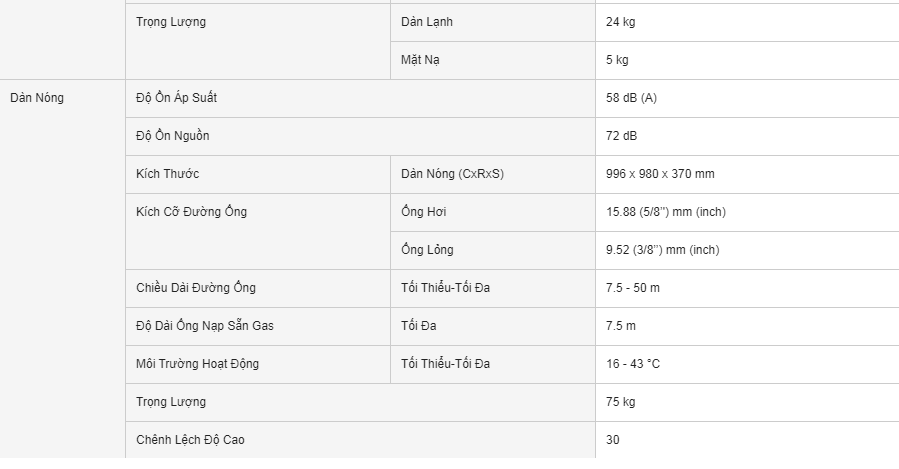 Trọng Lượng Dàn Lạnh 24 kg
Mặt Nạ 5 kg
Dàn Nóng Độ Ồn Áp Suất 58 dB (A)
Độ Ồn Nguồn 72 dB
Kích Thước Dàn Nóng (CxRxS) 996 x 980 x 370 mm
Kích Cỡ Đường Ống Ống Hơi 15.88 (5/8'') mm (inch)
Ống Lỏng 9.52 (3/8'') mm (inch)
Chiều Dài Đường Ống Tối Thiểu-Tối Đa 7.5 - 50 m
Độ Dài Ống Nạp Sẵn Gas Tối Đa 7.5 m
Môi Trường Hoạt Động Tối Thiểu-Tối Đa 16 - 43 °C
Trọng Lượng 75 kg
Chênh Lệch Độ Cao 30